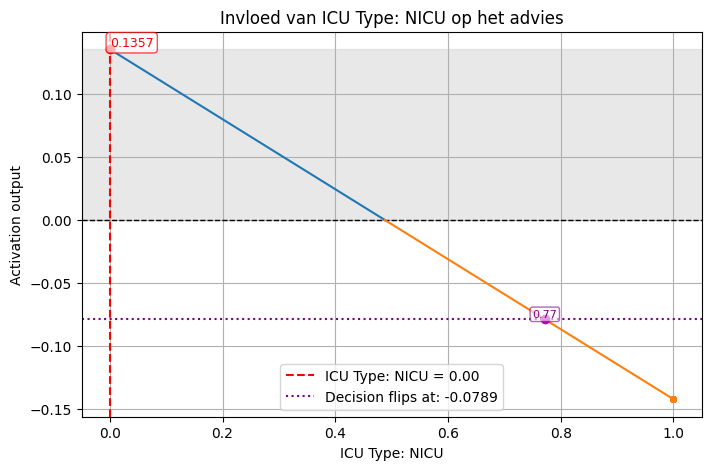 Invloed van ICU Type: NICU op het advies
0.1357
0.10
0.05
0.00
−0.05
−0.10
−0.15
Activation output
0.77
ICU Type: NICU = 0.00
Decision flips at: -0.0789
0.0
0.2
0.4
0.6
0.8
1.0
ICU Type: NICU